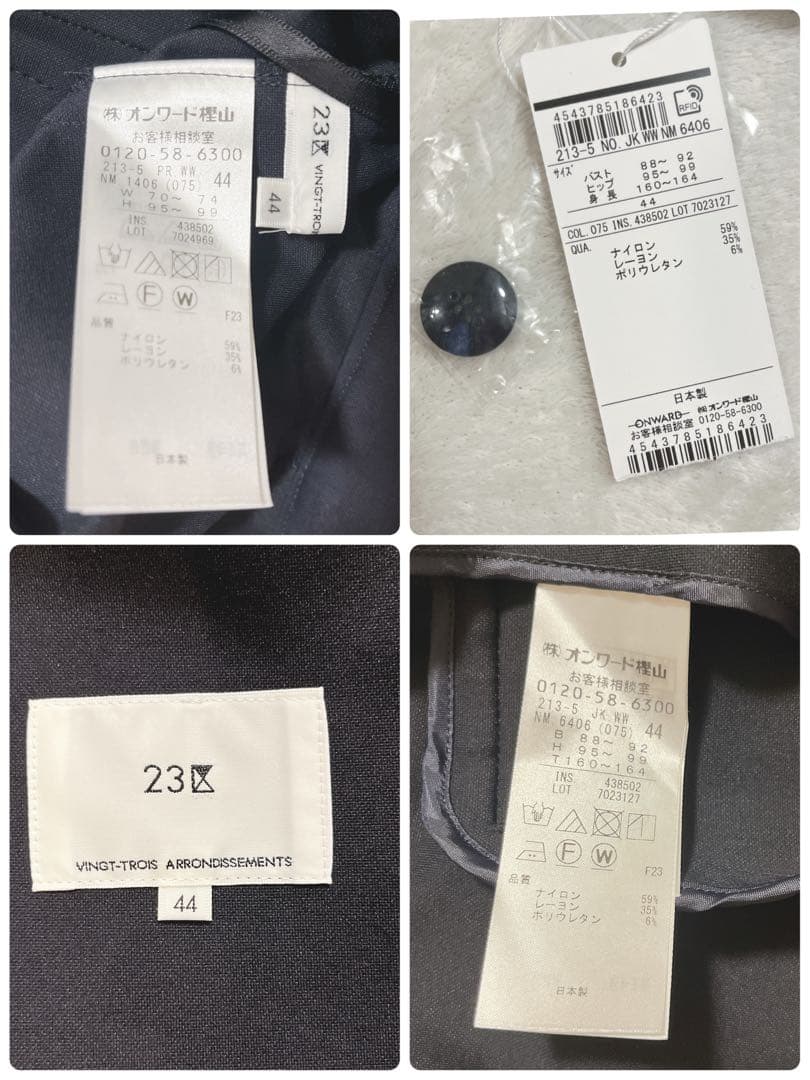 ㈱ オンワード樫山
お客様相談室
0120-58-6300
213-5 PR WW
NM 1406 (075) 44
W 70~ 74
H 95~ 99
INS. 438502
LOT 7024969
F
W
F23
品質
ナイロン 59%
レーヨン 35%
ポリウレタン 6%
日本製
23区 VINGT-TROI
44
4543785186423
RFID
213-5 NO. JK WW NM 6406
サイズ
バスト 88~ 92
ヒップ 95~ 99
身長 160~164
44
COL. 075 INS. 438502 LOT 7023127
QUA.
ナイロン 59%
レーヨン 35%
ポリウレタン 6%
日本製
ONWARD ㈱オンワード樫山
お客様相談室 0120-58-6300
4543785186423
23区
VINGT-TROIS ARRONDISSEMENTS
44
㈱ オンワード樫山
お客様相談室
0120-58-6300
213-5 JK WW
NM 6406 (075) 44
B 88~ 92
H 95~ 99
T160~164
INS. 438502
LOT 7023127
F
W
F23
品質
ナイロン 59%
レーヨン 35%
ポリウレタン 6%
日本製